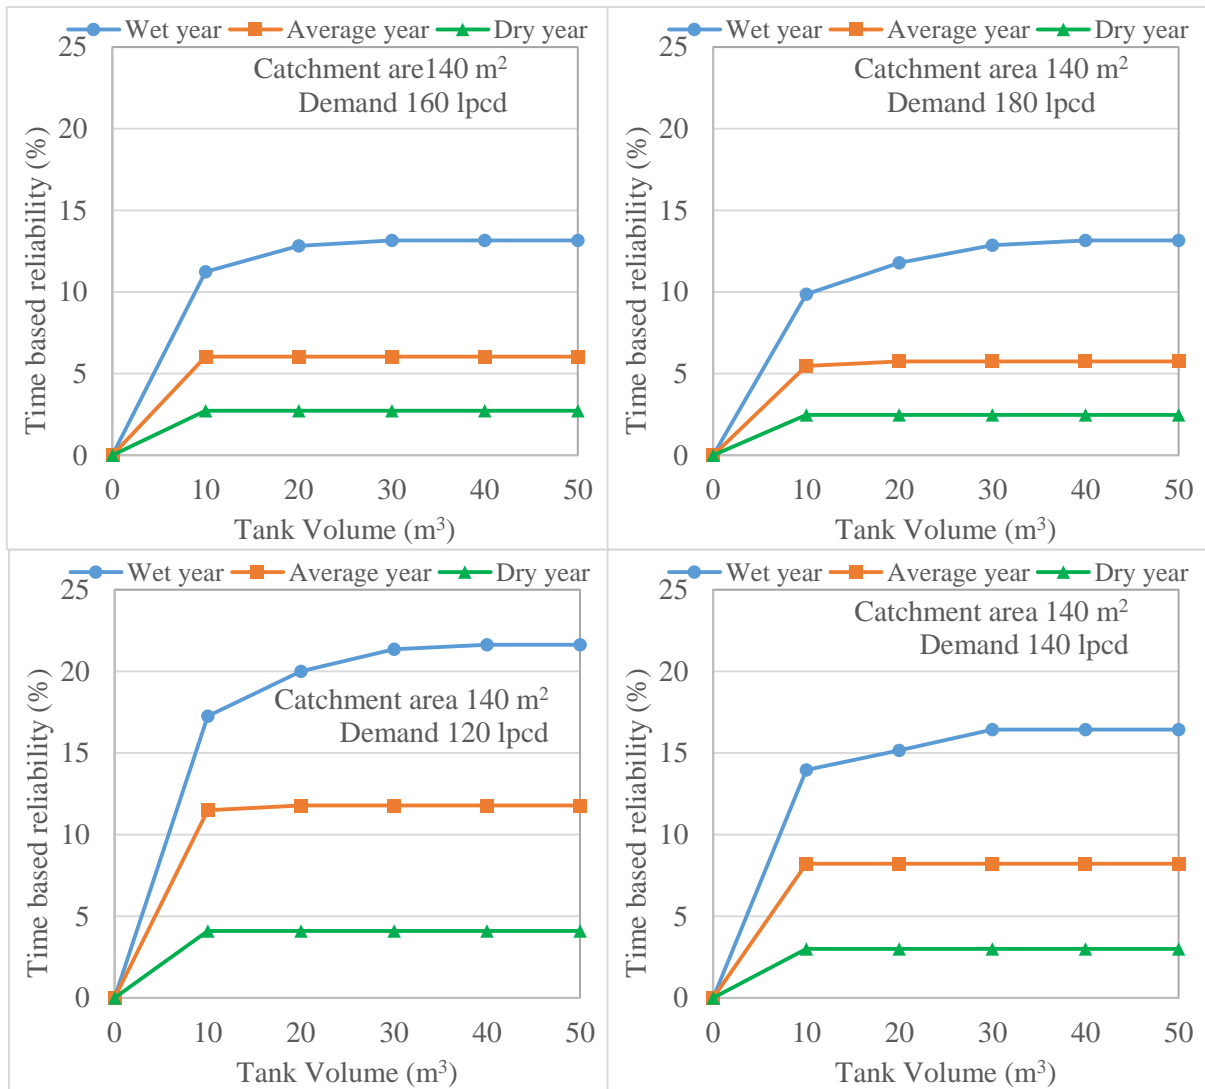 Wet year Average year Dry year
Catchment are140 m²
Demand 160 lpcd
Time based reliability (%)
25
20
15
10
5
0
0 10 20 30 40 50
Tank Volume (m³)
Wet year Average year Dry year
Catchment area 140 m²
Demand 180 lpcd
Time based reliability (%)
25
20
15
10
5
0
0 10 20 30 40 50
Tank Volume (m³)
Wet year Average year Dry year
Catchment area 140 m²
Demand 120 lpcd
Time based reliability (%)
25
20
15
10
5
0
0 10 20 30 40 50
Tank Volume (m³)
Wet year Average year Dry year
Catchment area 140 m²
Demand 140 lpcd
Time based reliability (%)
25
20
15
10
5
0
0 10 20 30 40 50
Tank Volume (m³)